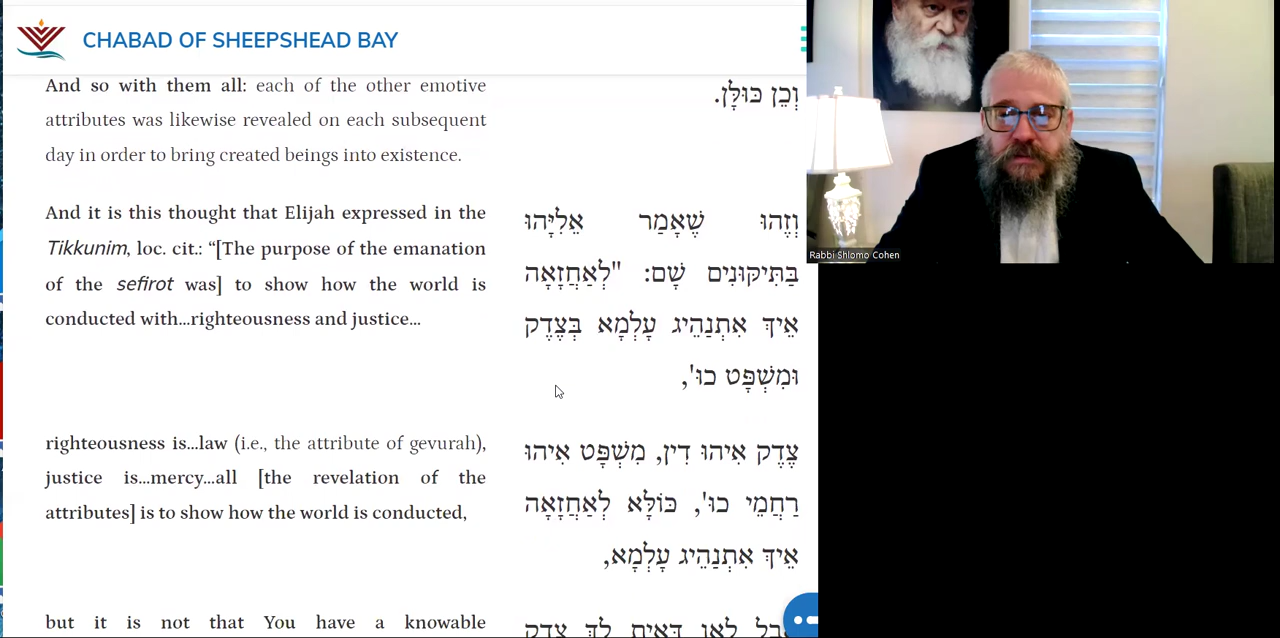 CHABAD OF SHEEPSHEAD BAY
And so with them all: each of the other emotive
attributes was likewise revealed on each subsequent
day in order to bring created beings into existence.
וְכֵן כּוּלָּן.
And it is this thought that Elijah expressed in the
Tikkunim, loc. cit.: “[The purpose of the emanation
of the sefirot was] to show how the world is
conducted with...righteousness and justice...
וְזֶהוּ שֶׁאָמַר אֵלִיָּהוּ
בַּתִּיקּוּנִים שָׁם: "לְאַחֲזָאָה
אֵיךְ אִתְנַהֵיג עָלְמָא בְּצֶדֶק
וּמִשְׁפָּט כוּ',
righteousness is...law (i.e., the attribute of gevurah),
justice is...mercy...all [the revelation of the
attributes] is to show how the world is conducted,
צֶדֶק אִיהוּ דִין, מִשְׁפָּט אִיהוּ
רַחֲמֵי כוּ', כּוֹלָּא לְאַחֲזָאָה
אֵיךְ אִתְנַהֵיג עָלְמָא,
but it is not that You have a knowable
Rabbi Shlomo Cohen